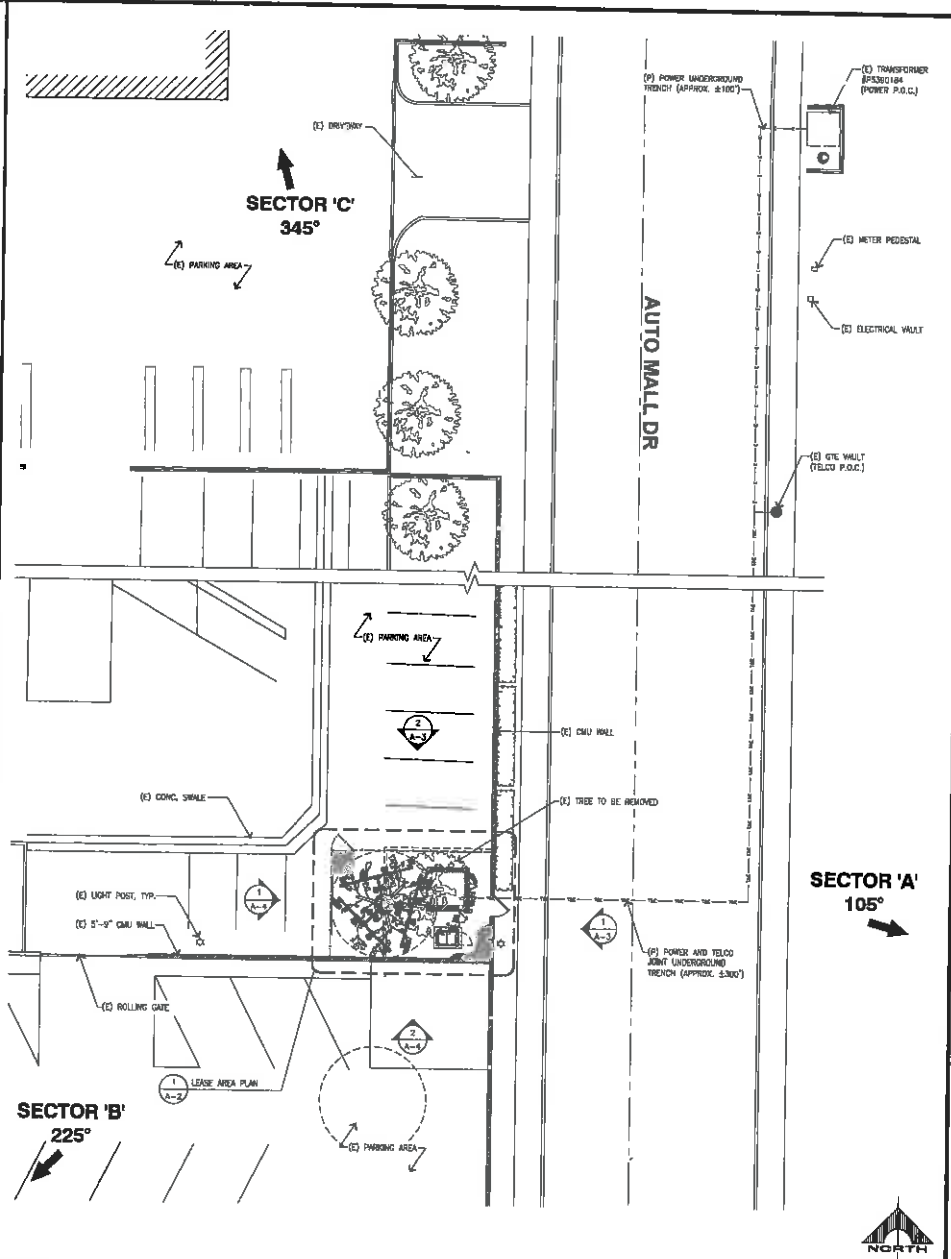 (P) POWER UNDERGROUND
TRENCH (APPROX. ±100')
(E) TRANSFORMER
(POWER P.O.C.)
(E) DRIVEWAY
SECTOR 'C'
345°
(E) PARKING AREA
(E) METER PEDESTAL
(E) ELECTRICAL VAULT
AUTO MALL DR
(E) GTE VAULT
(TELCO P.O.C.)
(E) PARKING AREA
2
A-3
(E) CMU WALL
(E) CONC. SWALE
(E) TREE TO BE REMOVED
SECTOR 'A'
105°
(E) LIGHT POST, TYP.
1
A-4
(E) 5'-9" CMU WALL
1
A-3
(P) POWER AND TELCO
JOINT UNDERGROUND
TRENCH (APPROX. ±300')
(E) ROLLING GATE
2
A-4
1
A-2
LEASE AREA PLAN
SECTOR 'B'
225°
(E) PARKING AREA
NORTH